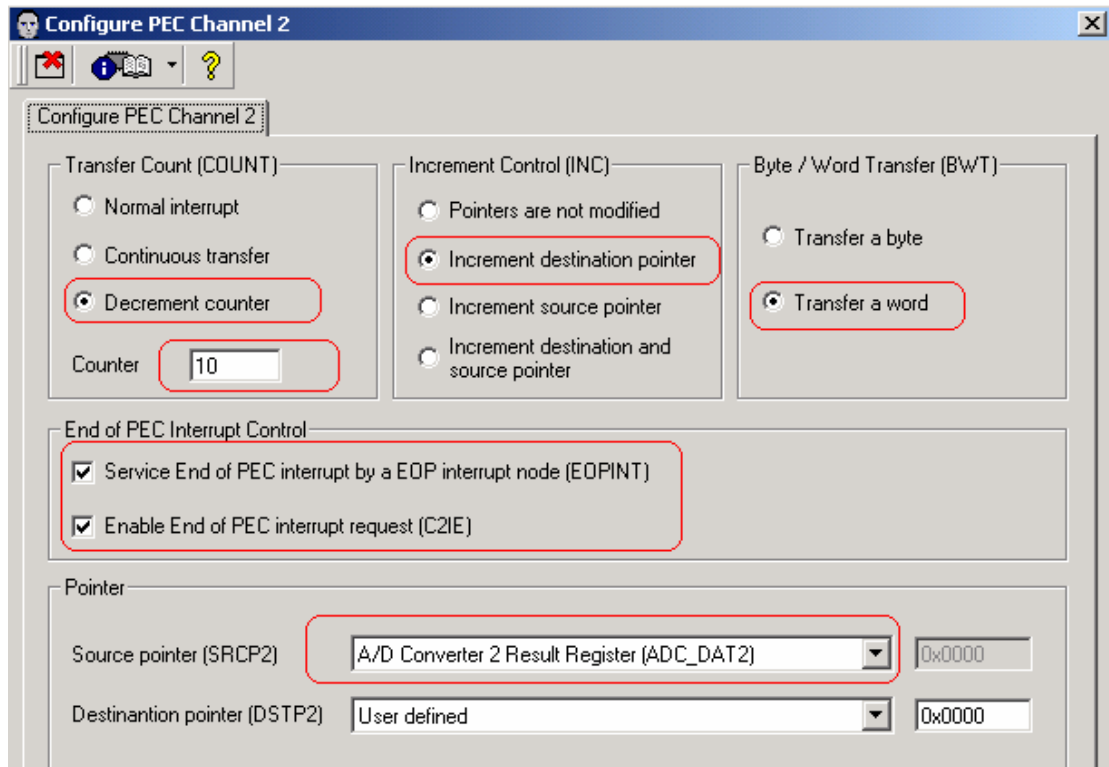 Configure PEC Channel 2
Configure PEC Channel 2
Transfer Count (COUNT)
Normal interrupt
Continuous transfer
Decrement counter
Counter
10
Increment Control (INC)
Pointers are not modified
Increment destination pointer
Increment source pointer
Increment destination and
source pointer
Byte / Word Transfer (BWT)
Transfer a byte
Transfer a word
End of PEC Interrupt Control
Service End of PEC interrupt by a EOP interrupt node (EOPINT)
Enable End of PEC interrupt request (C2IE)
Pointer
Source pointer (SRCP2)
A/D Converter 2 Result Register (ADC_DAT2)
0x0000
Destinantion pointer (DSTP2)
User defined
0x0000